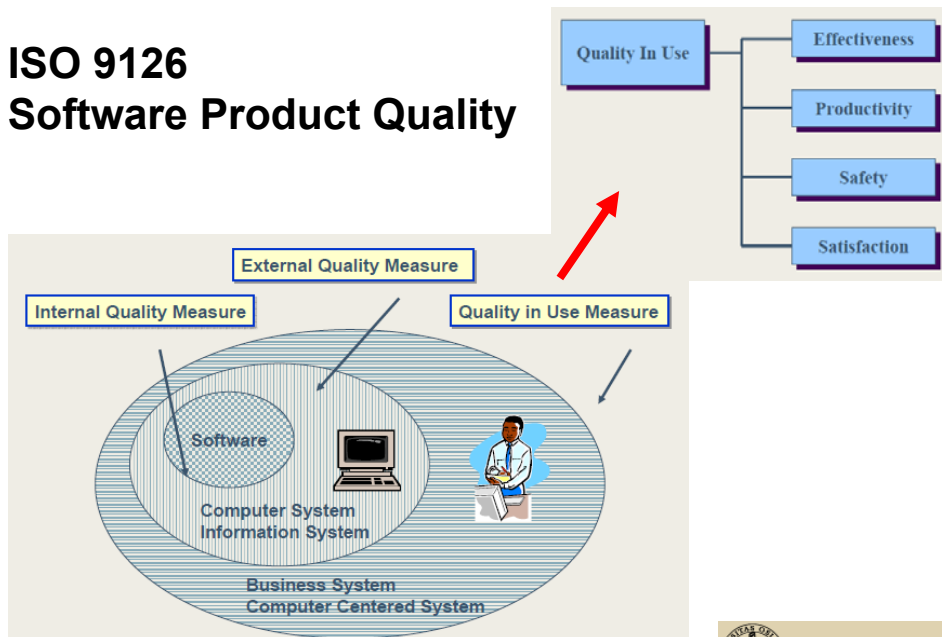 ISO 9126
Software Product Quality
Quality In Use
Effectiveness
Productivity
Safety
Satisfaction
External Quality Measure
Internal Quality Measure
Quality in Use Measure
Software
Computer System
Information System
Business System
Computer Centered System